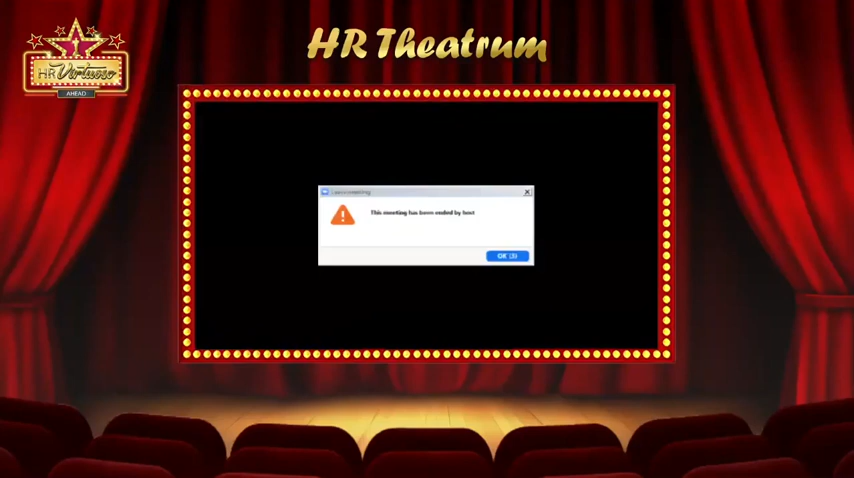 HR Theatrum
HR Virtuoso
AHEAD
This meeting has been ended by host
OK (3)